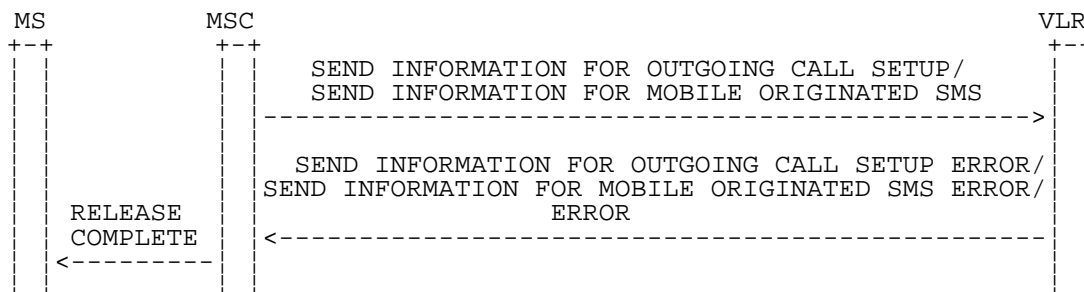 MS MSC VLR
SEND INFORMATION FOR OUTGOING CALL SETUP/
SEND INFORMATION FOR MOBILE ORIGINATED SMS
SEND INFORMATION FOR OUTGOING CALL SETUP ERROR/
SEND INFORMATION FOR MOBILE ORIGINATED SMS ERROR/
RELEASE ERROR
COMPLETE